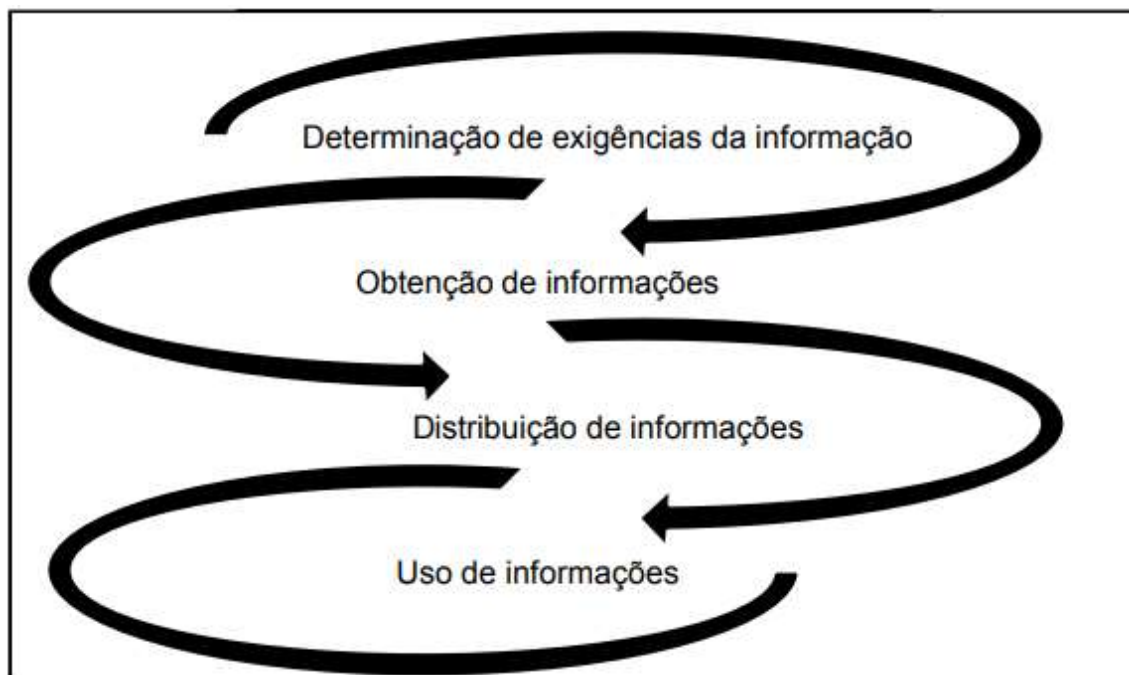 Determinação de exigências da informação
Obtenção de informações
Distribuição de informações
Uso de informações